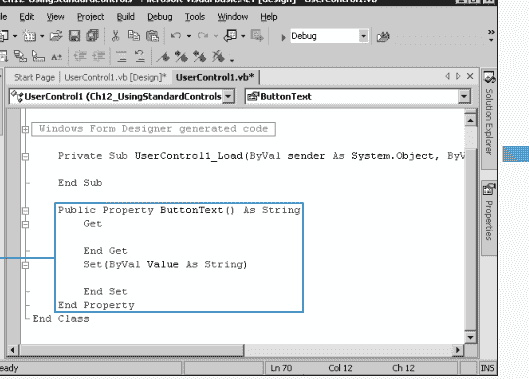 Ch12_UsingStandardControls - Microsoft Visual Basic.NET [design] - UserControl1.vb*
File Edit View Project Build Debug Tools Window Help
Debug
Start Page UserControl1.vb [Design]* UserControl1.vb*
UserControl1 (Ch12_UsingStandardControls ButtonText
Windows Form Designer generated code
Private Sub UserControl1_Load(ByVal sender As System.Object, ByV
End Sub
Public Property ButtonText() As String
Get
End Get
Set(ByVal Value As String)
End Set
End Property
End Class
Solution Explorer
Properties
eady Ln 70 Col 12 Ch 12 INS